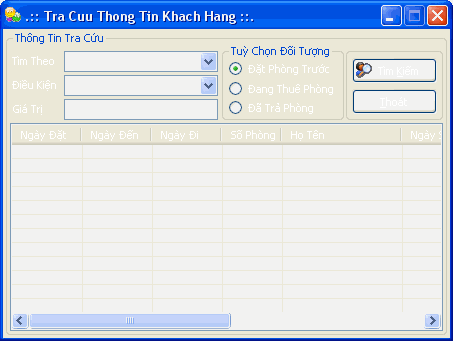 .:: Tra Cuu Thong Tin Khach Hang ::.
Thông Tin Tra Cứu
Tìm Theo
Điều Kiện
Giá Trị
Tuỳ Chọn Đối Tượng
Đặt Phòng Trước
Đang Thuê Phòng
Đã Trả Phòng
Tìm Kiếm
Thoát
Ngày Đặt Ngày Đến Ngày Đi Số Phòng Họ Tên Ngày S